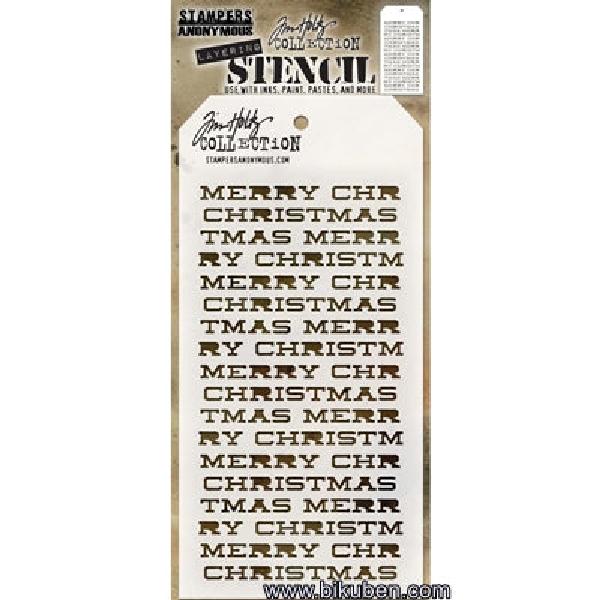 STAMPERS
ANONYMOUS
Tim Holtz
COLLECTION
LAYERING
STENCIL
USE WITH INKS, PAINT, PASTES, AND MORE
Tim Holtz
COLLECTION
STAMPERSANONYMOUS.COM
MERRY CHR
CHRISTMAS
TMAS MERR
RY CHRISTM
MERRY CHR
CHRISTMAS
TMAS MERR
RY CHRISTM
MERRY CHR
CHRISTMAS
TMAS MERR
RY CHRISTM
MERRY CHR
CHRISTMAS
TMAS MERR
RY CHRISTM
MERRY CHR
CHRISTMAS
www.bikuben.com